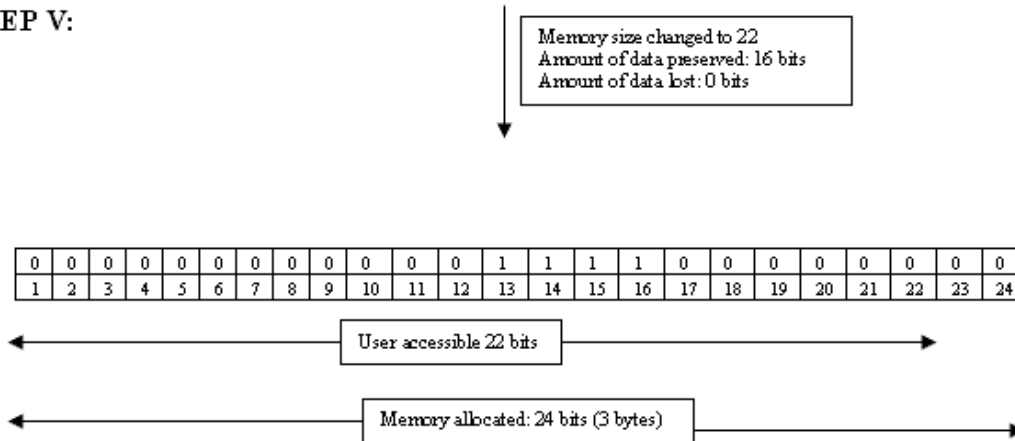 EP V:
Memory size changed to 22
Amount of data preserved: 16 bits
Amount of data lost: 0 bits
0 0 0 0 0 0 0 0 0 0 0 0 1 1 1 1 0 0 0 0 0 0 0 0
1 2 3 4 5 6 7 8 9 10 11 12 13 14 15 16 17 18 19 20 21 22 23 24
User accessible 22 bits
Memory allocated: 24 bits (3 bytes)